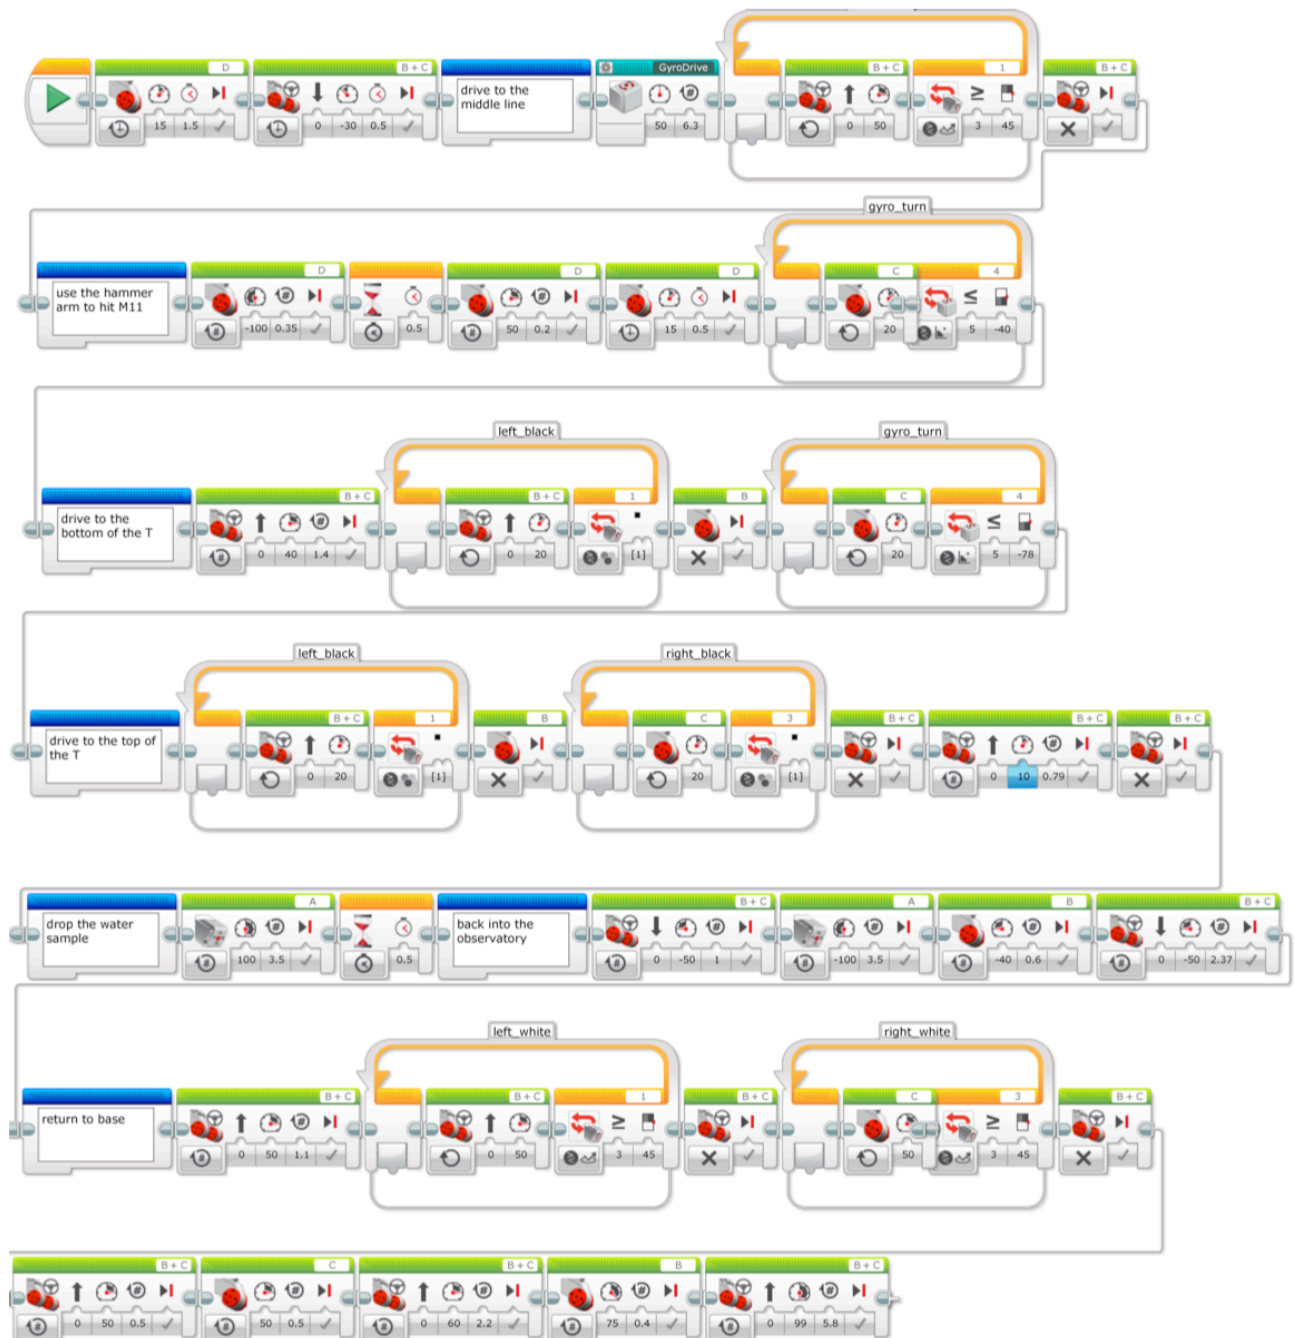 D
B + C
GyroDrive
B + C
1
B + C
drive to the
middle line
15 1.5
0 -30 0.5
50 6.3
0 50
3 45
gyro_turn
D
D
D
C
4
use the hammer
arm to hit M11
-100 0.35
0.5
50 0.2
15 0.5
20
5 -40
left_black
gyro_turn
B + C
B + C
1
B
C
4
drive to the
bottom of the T
0 40 1.4
0 20
[1]
20
5 -78
left_black
right_black
B + C
1
B
C
3
B + C
B + C
B + C
drive to the top of
the T
0 20
[1]
20
[1]
0 10 0.79
A
B + C
A
B
B + C
drop the water
sample
back into the
observatory
100 3.5
0.5
0 -50 1
-100 3.5
-40 0.6
0 -50 2.37
left_white
right_white
B + C
B + C
1
B + C
C
3
B + C
return to base
0 50 1.1
0 50
3 45
50
3 45
B + C
C
B + C
B
B + C
0 50 0.5
50 0.5
0 60 2.2
75 0.4
0 99 5.8